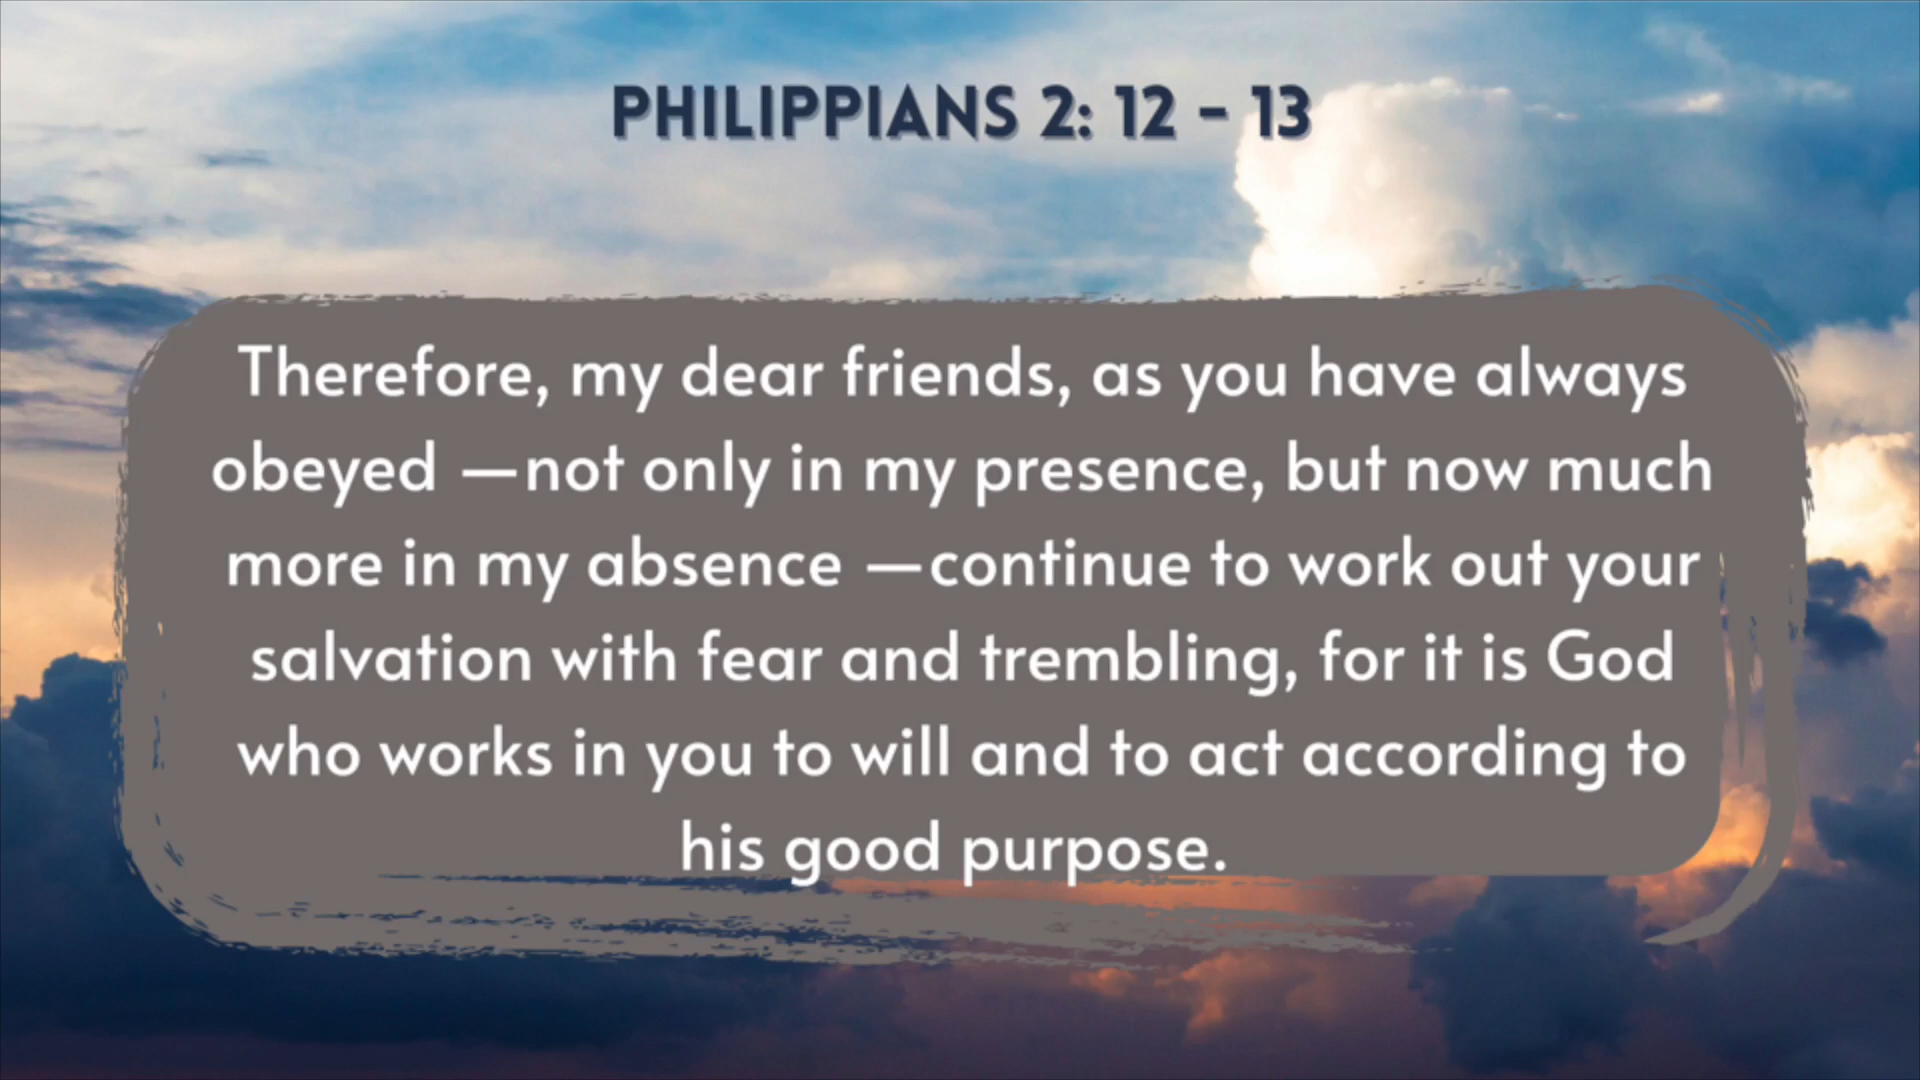 PHILIPPIANS 2: 12 - 13
Therefore, my dear friends, as you have always
obeyed —not only in my presence, but now much
more in my absence —continue to work out your
salvation with fear and trembling, for it is God
who works in you to will and to act according to
his good purpose.